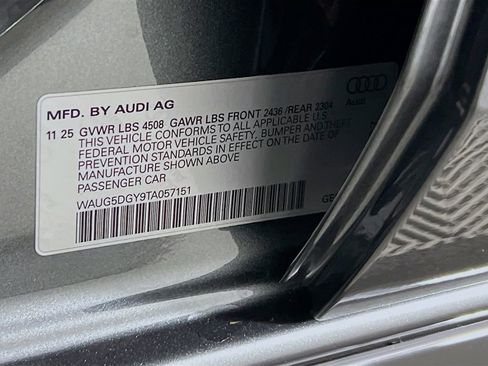 MFD. BY AUDI AG
Audi
11 25 GVWR LBS 4508 GAWR LBS FRONT 2436 /REAR 2304
THIS VEHICLE CONFORMS TO ALL APPLICABLE U.S
FEDERAL MOTOR VEHICLE SAFETY, BUMPER, AND THEFT
PREVENTION STANDARDS IN EFFECT ON THE DATE OF
MANUFACTURE SHOWN ABOVE
PASSENGER CAR
WAUG5DGY9TA057151